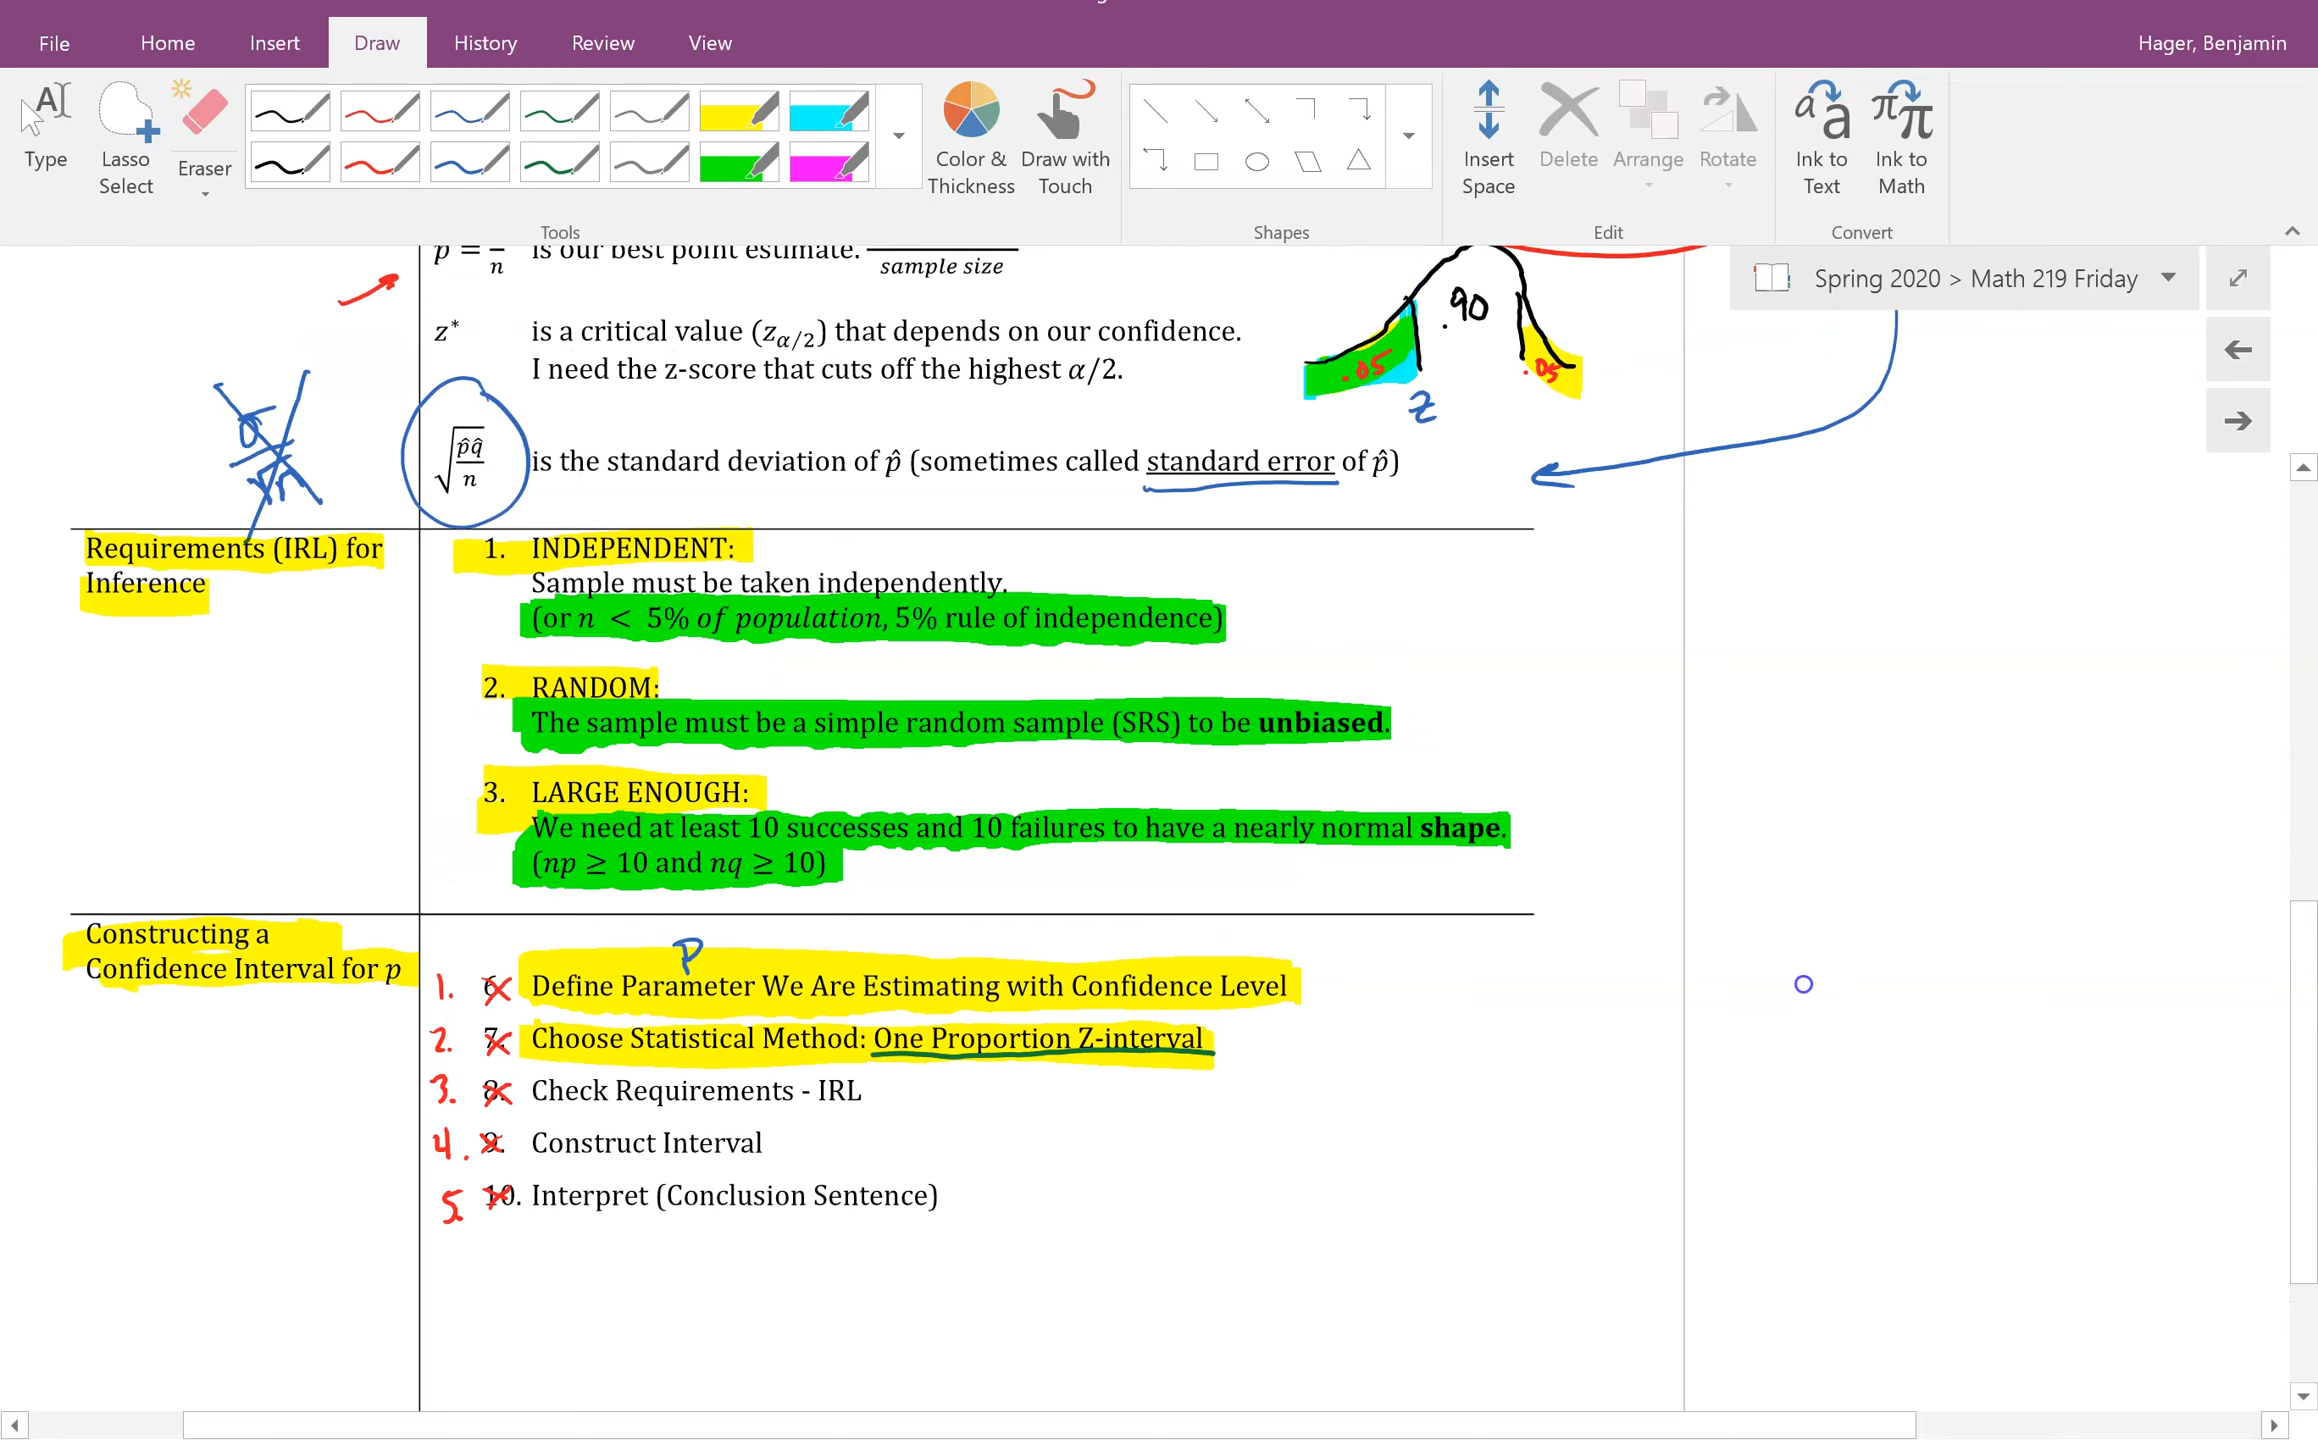 File Home Insert Draw History Review View Hager, Benjamin
Type
Lasso Select
Eraser
Color & Thickness
Draw with Touch
Insert Space
Delete
Arrange
Rotate
Ink to Text
Ink to Math
Tools Shapes Edit Convert
Spring 2020 > Math 219 Friday
p̂ = — n is our best point estimate. sample size
.90
z* is a critical value (z_{α/2}) that depends on our confidence.
I need the z-score that cuts off the highest α/2.
.05 .05
z
σ/√n
√(p̂q̂/n) is the standard deviation of p̂ (sometimes called standard error of p̂)
Requirements (IRL) for
Inference
1. INDEPENDENT:
Sample must be taken independently.
(or n < 5% of population, 5% rule of independence)
2. RANDOM:
The sample must be a simple random sample (SRS) to be unbiased.
3. LARGE ENOUGH:
We need at least 10 successes and 10 failures to have a nearly normal shape.
(np ≥ 10 and nq ≥ 10)
Constructing a
Confidence Interval for p
P
1. 6. Define Parameter We Are Estimating with Confidence Level
2. 7. Choose Statistical Method: One Proportion Z-interval
3. 8. Check Requirements - IRL
4. 9. Construct Interval
5 10. Interpret (Conclusion Sentence)